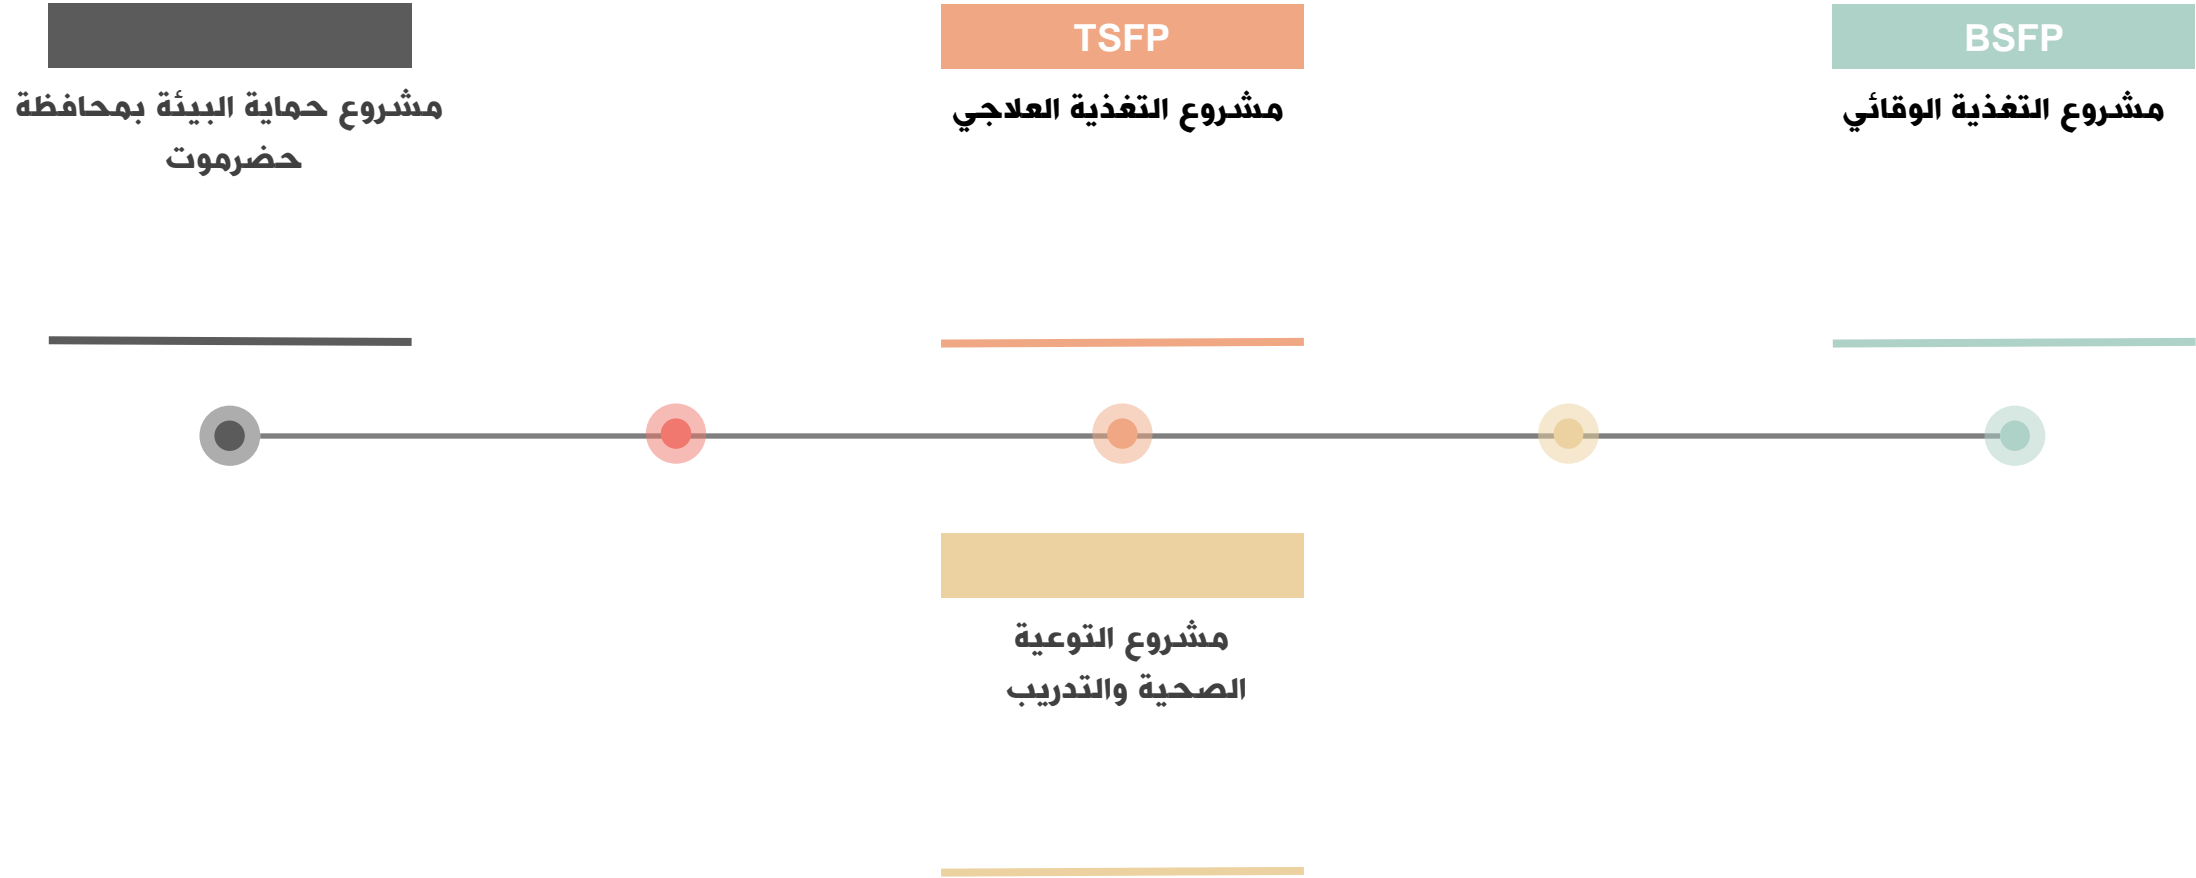 BSFP
مشروع التغذية الوقائي
TSFP
مشروع التغذية العلاجي
مشروع حماية البيئة بمحافظة
حضرموت
مشروع التوعية
الصحية والتدريب